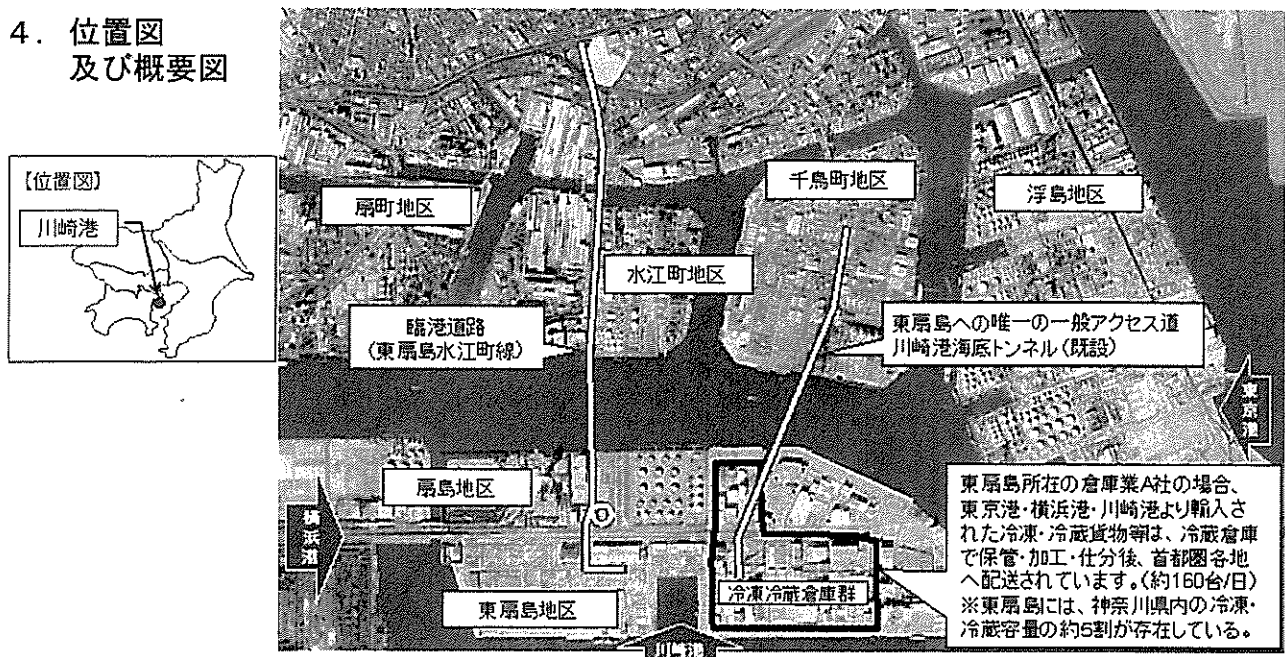 4. 位置図
及び概要図
【位置図】
川崎港
扇町地区
千鳥町地区
浮島地区
水江町地区
臨港道路
(東扇島水江町線)
東扇島への唯一の一般アクセス道
川崎港海底トンネル(既設)
東京港
扇島地区
横浜港
東扇島地区
冷凍冷蔵倉庫群
川崎港
東扇島所在の倉庫業A社の場合、
東京港・横浜港・川崎港より輸入さ
れた冷凍・冷蔵貨物等は、冷蔵倉庫
で保管・加工・仕分後、首都圏各地
へ配送されています。(約160台/日)
※東扇島には、神奈川県内の冷凍・
冷蔵容量の約5割が存在している。